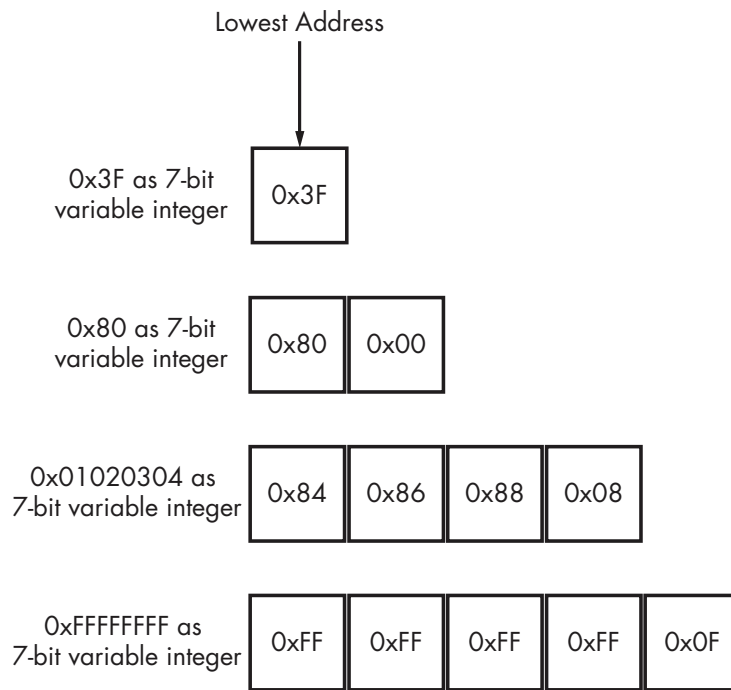 Lowest Address
0x3F as 7-bit
variable integer
0x3F
0x80 as 7-bit
variable integer
0x80 0x00
0x01020304 as
7-bit variable integer
0x84 0x86 0x88 0x08
0xFFFFFFFF as
7-bit variable integer
0xFF 0xFF 0xFF 0xFF 0x0F